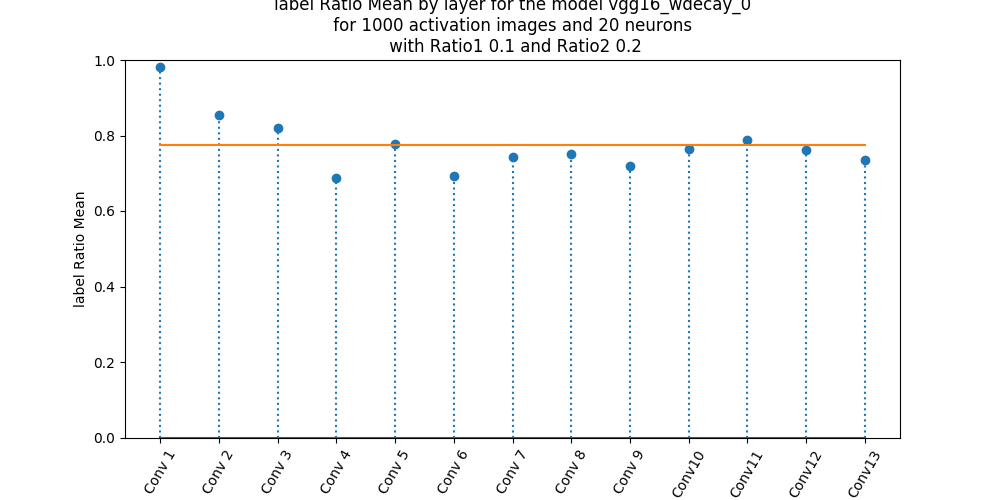 label Ratio Mean by layer for the model vgg16_wdecay_0
for 1000 activation images and 20 neurons
with Ratio1 0.1 and Ratio2 0.2
1.0
0.8
0.6
0.4
0.2
0.0
label Ratio Mean
Conv 1
Conv 2
Conv 3
Conv 4
Conv 5
Conv 6
Conv 7
Conv 8
Conv 9
Conv10
Conv11
Conv12
Conv13